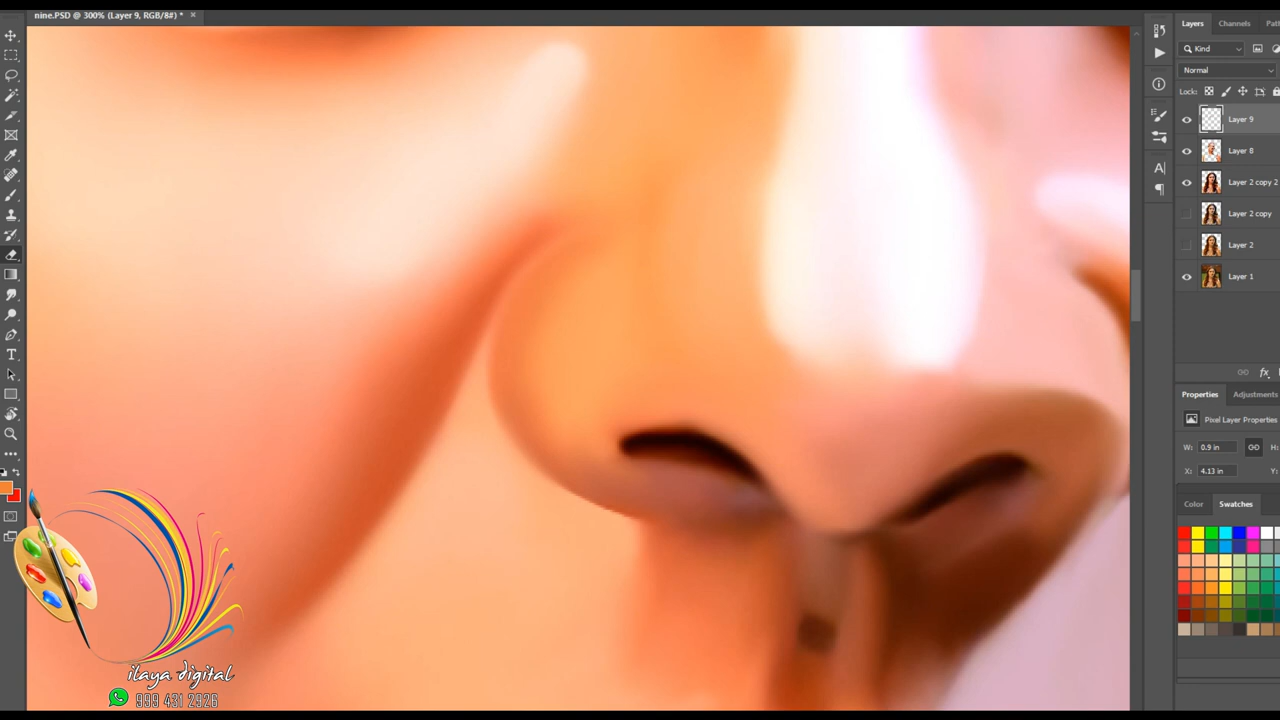 nine.PSD @ 300% (Layer 9, RGB/8#) *
Layers Channels
Kind
Normal
Lock:
Layer 9
Layer 8
Layer 2 copy 2
Layer 2 copy
Layer 2
Layer 1
fx
Properties Adjustments
Pixel Layer Properties
W: 0.9 in H:
X: 4.13 in Y:
Color Swatches
ilaya digital
999 431 2926